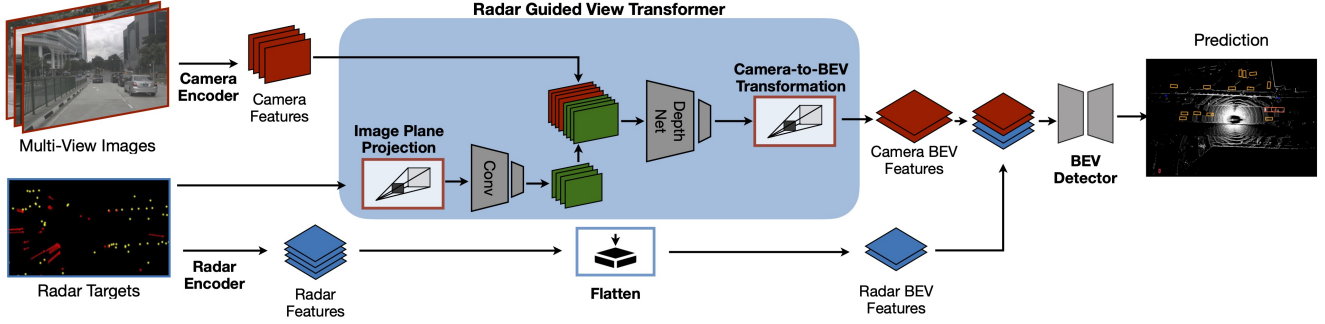 Radar Guided View Transformer
Prediction
Camera
Encoder
Camera
Features
Camera-to-BEV
Transformation
Depth
Net
Multi-View Images
Image Plane
Projection
Conv
Camera BEV
Features
BEV
Detector
Radar Targets
Radar
Encoder
Radar
Features
Flatten
Radar BEV
Features